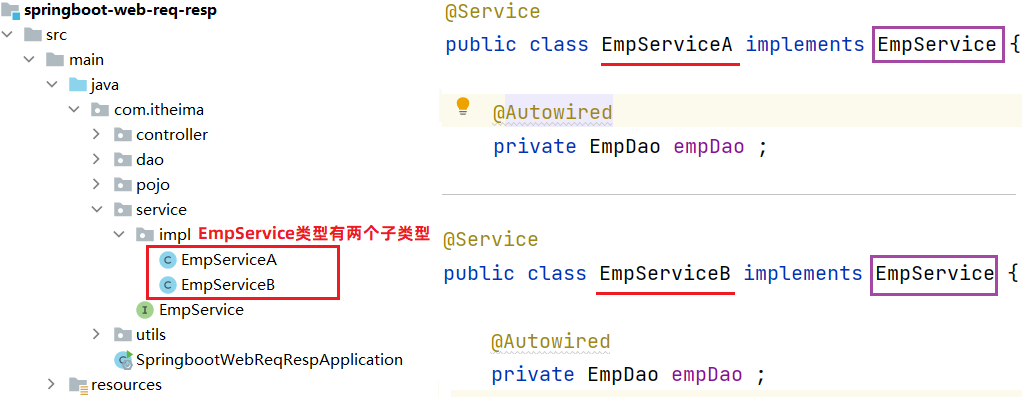 springboot-web-req-resp
src
main
java
com.itheima
controller
dao
pojo
service
impl EmpService类型有两个子类型
EmpServiceA
EmpServiceB
EmpService
utils
SpringbootWebReqRespApplication
resources
@Service
public class EmpServiceA implements EmpService {
@Autowired
private EmpDao empDao ;
@Service
public class EmpServiceB implements EmpService {
@Autowired
private EmpDao empDao ;